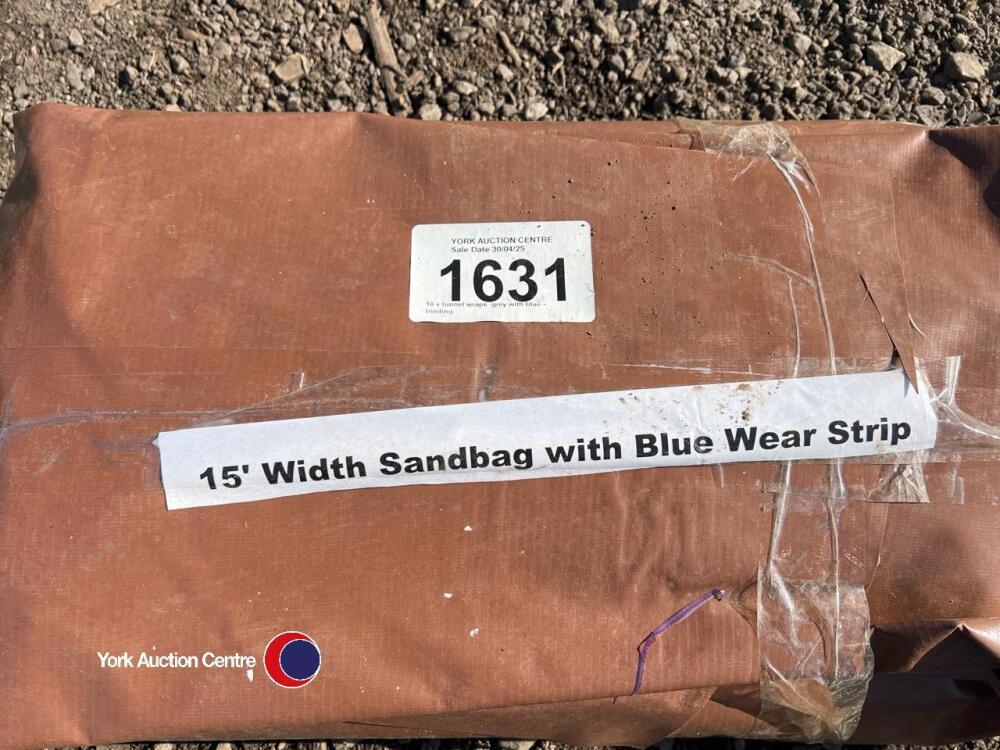 YORK AUCTION CENTRE
Sale Date 30/04/25
1631
10 x tunnel wraps grey with blue -
binding
15' Width Sandbag with Blue Wear Strip
York Auction Centre